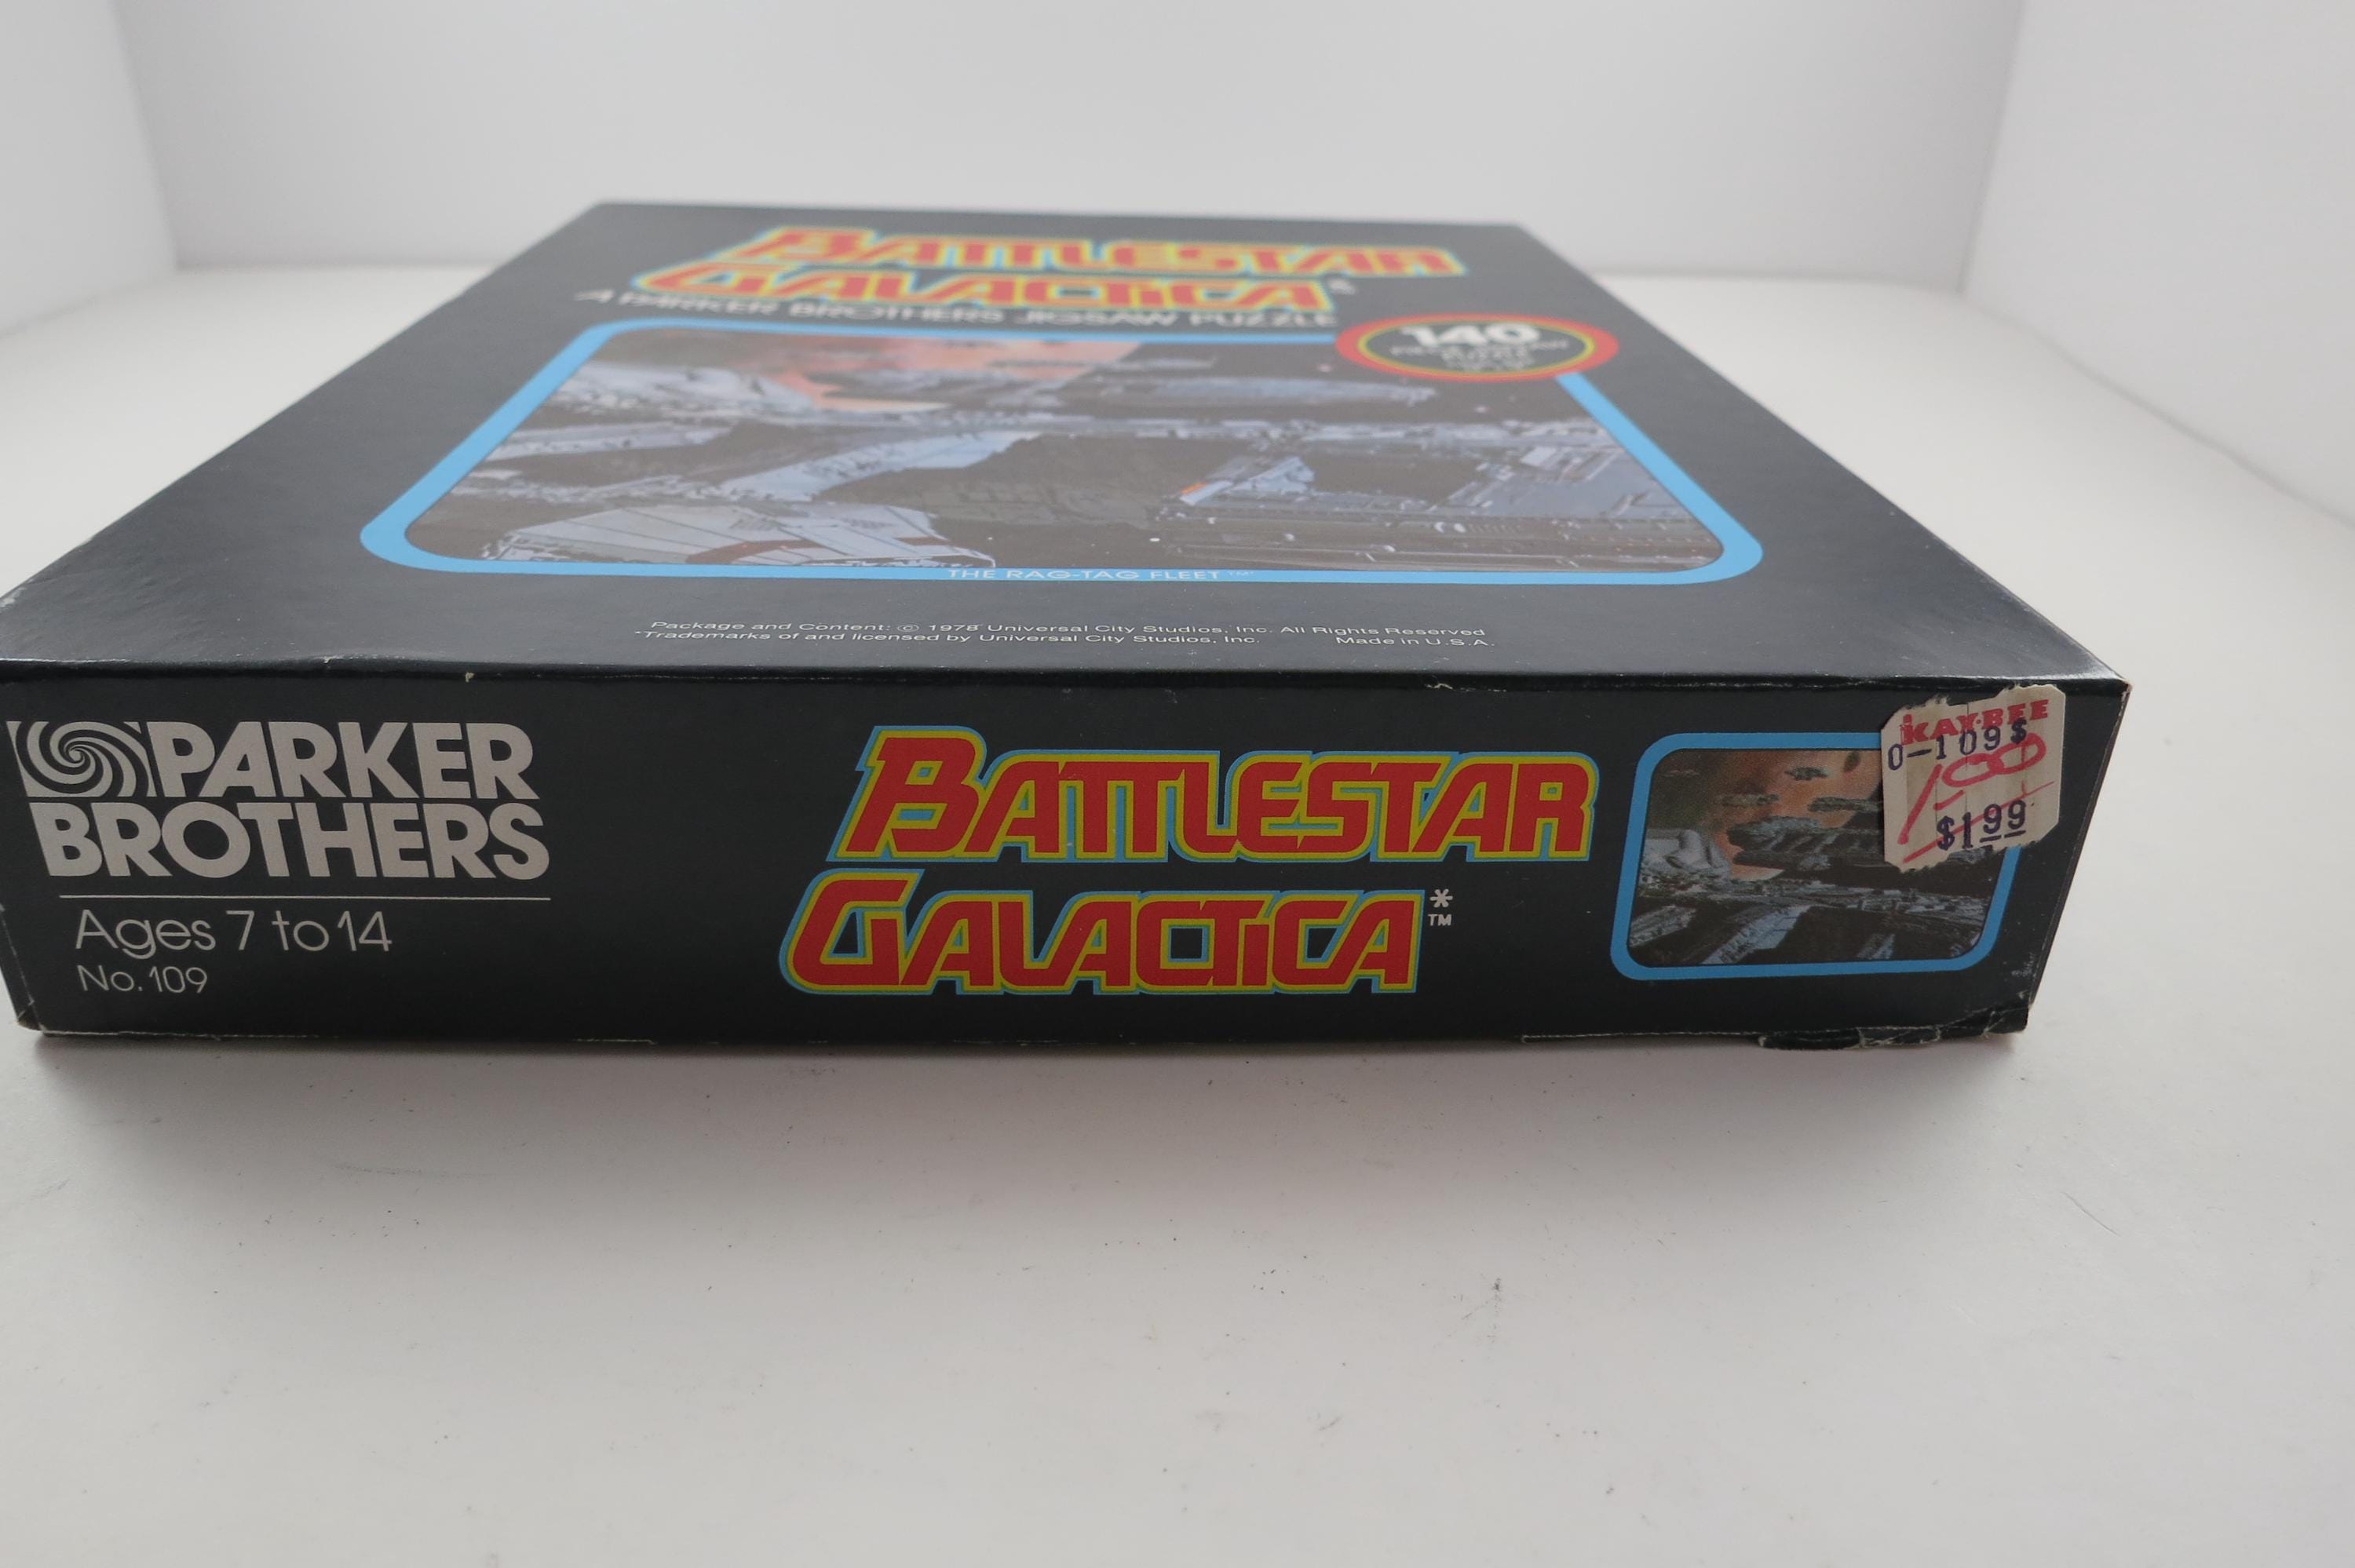 BATTLESTAR
GALACTICA
A PARKER BROTHERS JIGSAW PUZZLE
140
THE RAG-TAG FLEET™
Package and Content: © 1978 Universal City Studios, Inc. All Rights Reserved
*Trademarks of and licensed by Universal City Studios, Inc. Made in U.S.A.
PARKER
BROTHERS
Ages 7 to 14
No. 109
BATTLESTAR
GALACTICA*™
KAY·BEE
0-109$
1.00
$1.99